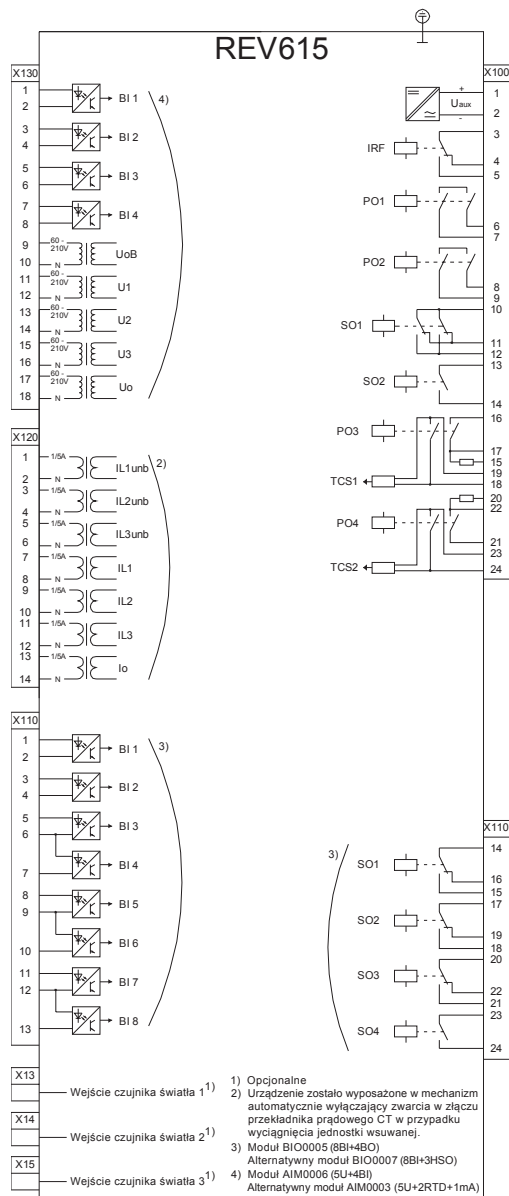 REV615
X130
1
2
BI 1
4)
3
4
BI 2
5
6
BI 3
7
8
BI 4
9
60 -
210V
10
N
UoB
11
60 -
210V
12
N
U1
13
60 -
210V
14
N
U2
15
60 -
210V
16
N
U3
17
60 -
210V
18
N
Uo
X120
1
1/5A
2)
2
N
IL1unb
3
1/5A
4
N
IL2unb
5
1/5A
6
N
IL3unb
7
1/5A
8
N
IL1
9
1/5A
10
N
IL2
11
1/5A
12
N
IL3
13
1/5A
14
N
Io
X110
1
2
BI 1
3)
3
4
BI 2
5
6
BI 3
7
BI 4
8
9
BI 5
10
BI 6
11
12
BI 7
13
BI 8
X13
Wejście czujnika światła 1 1)
X14
Wejście czujnika światła 2 1)
X15
Wejście czujnika światła 3 1)
X100
+
Uaux
-
1
2
IRF
3
4
5
PO1
6
7
PO2
8
9
SO1
10
11
12
SO2
13
14
PO3
16
17
15
19
TCS1
18
20
22
PO4
21
23
TCS2
24
X110
3)
SO1
14
16
15
SO2
17
19
18
SO3
20
22
21
SO4
23
24
1) Opcjonalne
2) Urządzenie zostało wyposażone w mechanizm
automatycznie wyłączający zwarcia w złączu
przekładnika prądowego CT w przypadku
wyciągnięcia jednostki wsuwanej.
3) Moduł BIO0005 (8BI+4BO)
Alternatywny moduł BIO0007 (8BI+3HSO)
4) Moduł AIM0006 (5U+4BI)
Alternatywny moduł AIM0003 (5U+2RTD+1mA)